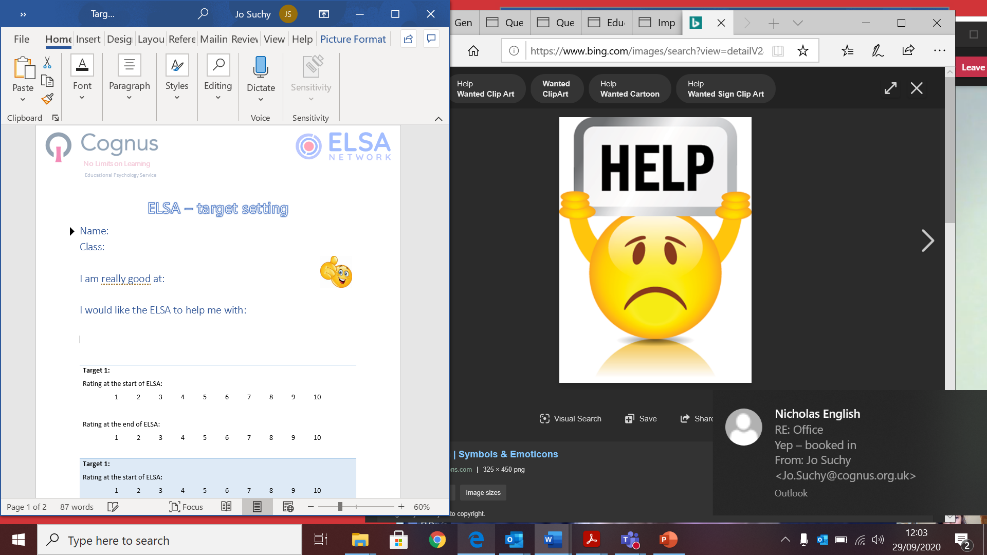 Targ...
Jo Suchy
JS
File
Home
Insert
Desig
Layou
Refere
Mailin
Review
View
Help
Picture Format
Paste
Font
Paragraph
Styles
Editing
Dictate
Sensitivity
Clipboard
Voice
Sensitivity
Cognus
No Limits on Learning
Educational Psychology Service
ELSA
NETWORK
ELSA – target setting
Name:
Class:
I am really good at:
I would like the ELSA to help me with:
Target 1:
Rating at the start of ELSA:
1 2 3 4 5 6 7 8 9 10
Rating at the end of ELSA:
1 2 3 4 5 6 7 8 9 10
Target 1:
Rating at the start of ELSA:
1 2 3 4 5 6 7 8 9 10
Page 1 of 2
87 words
Focus
60%
Gen
Que
Que
Edu
Imp
https://www.bing.com/images/search?view=detailV2
Leave
Help
Wanted Clip Art
Wanted
ClipArt
Help
Wanted Cartoon
Help
Wanted Sign Clip Art
HELP
Visual Search
Save
Share
| Symbols & Emoticons
ns.com | 326 × 450 png
Image sizes
to copyright.
Nicholas English
RE: Office
Yep – booked in
From: Jo Suchy
<Jo.Suchy@cognus.org.uk>
Outlook
Type here to search
12:03
29/09/2020
2